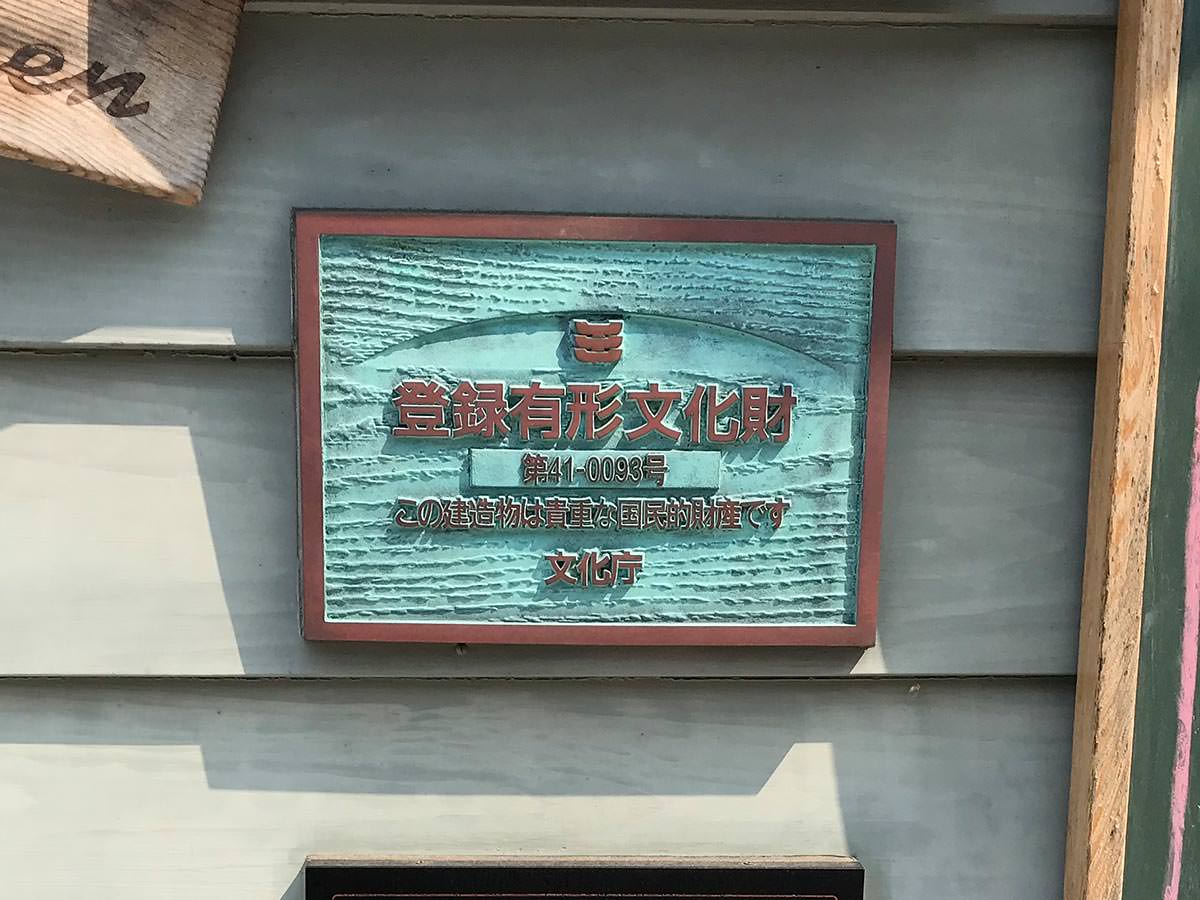 en
登録有形文化財
第41-0093号
この建造物は貴重な国民的財産です
文化庁